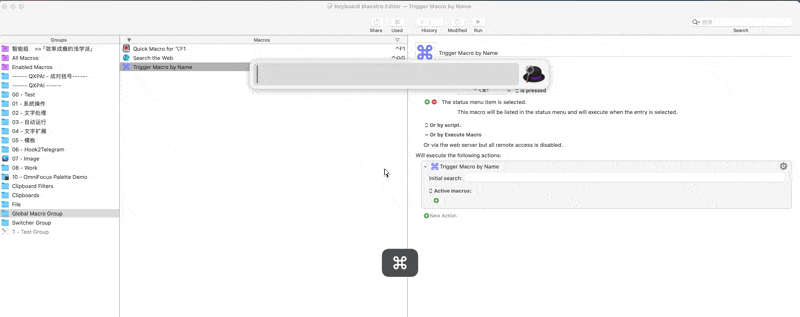 Keyboard Maestro Editor — Trigger Macro by Name
Share
Used
History
Modified
Run
搜索
Search
Groups
智能组 >>「效率成瘾的浅学派」
All Macros
Enabled Macros
------ QXPAI - 成对括号------
------ QXPAI ------
00 - Test
01 - 系统操作
02 - 文字处理
03 - 自动运行
04 - 文字扩展
05 - 模板
06 - Hook2Telegram
07 - Image
08 - Work
10 - OmniFocus Palette Demo
Clipboard Filters
Clipboards
File
Global Macro Group
Switcher Group
T - Test Group
Macros
Quick Macro for ⌥F1
^F1
Search the Web
Trigger Macro by Name
Trigger Macro by Name
is pressed
The status menu item is selected.
This macro will be listed in the status menu and will execute when the entry is selected.
Or by script.
Or by Execute Macro
Or via the web server but all remote access is disabled.
Will execute the following actions:
Trigger Macro by Name
Initial search:
Active macros:
New Action
⌘